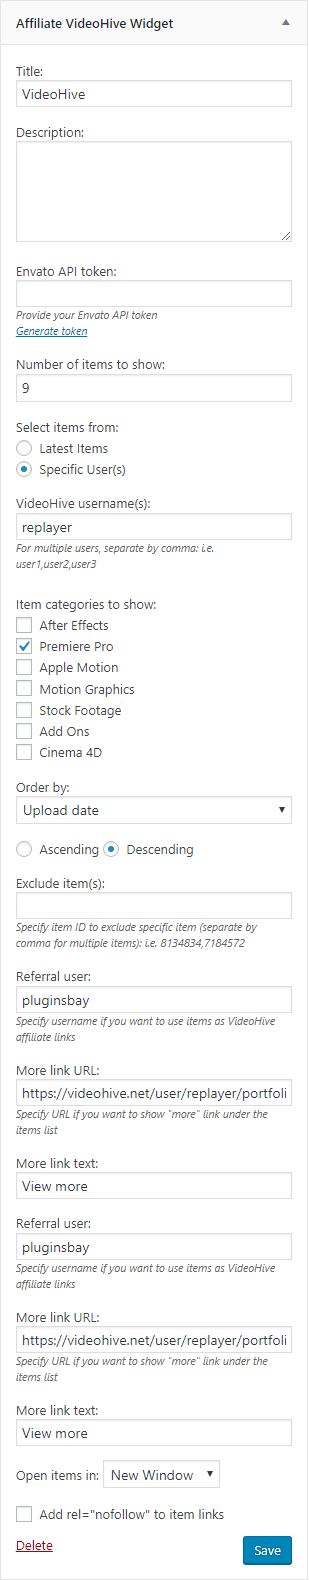 Affiliate VideoHive Widget
Title:
VideoHive
Description:
Envato API token:
Provide your Envato API token
Generate token
Number of items to show:
9
Select items from:
Latest Items
Specific User(s)
VideoHive username(s):
replayer
For multiple users, separate by comma: i.e.
user1,user2,user3
Item categories to show:
After Effects
Premiere Pro
Apple Motion
Motion Graphics
Stock Footage
Add Ons
Cinema 4D
Order by:
Upload date
Ascending Descending
Exclude item(s):
Specify item ID to exclude specific item (separate by
comma for multiple items): i.e. 8134834,7184572
Referral user:
pluginsbay
Specify username if you want to use items as VideoHive
affiliate links
More link URL:
https://videohive.net/user/replayer/portfoli
Specify URL if you want to show "more" link under the
items list
More link text:
View more
Referral user:
pluginsbay
Specify username if you want to use items as VideoHive
affiliate links
More link URL:
https://videohive.net/user/replayer/portfoli
Specify URL if you want to show "more" link under the
items list
More link text:
View more
Open items in: New Window
Add rel="nofollow" to item links
Delete Save